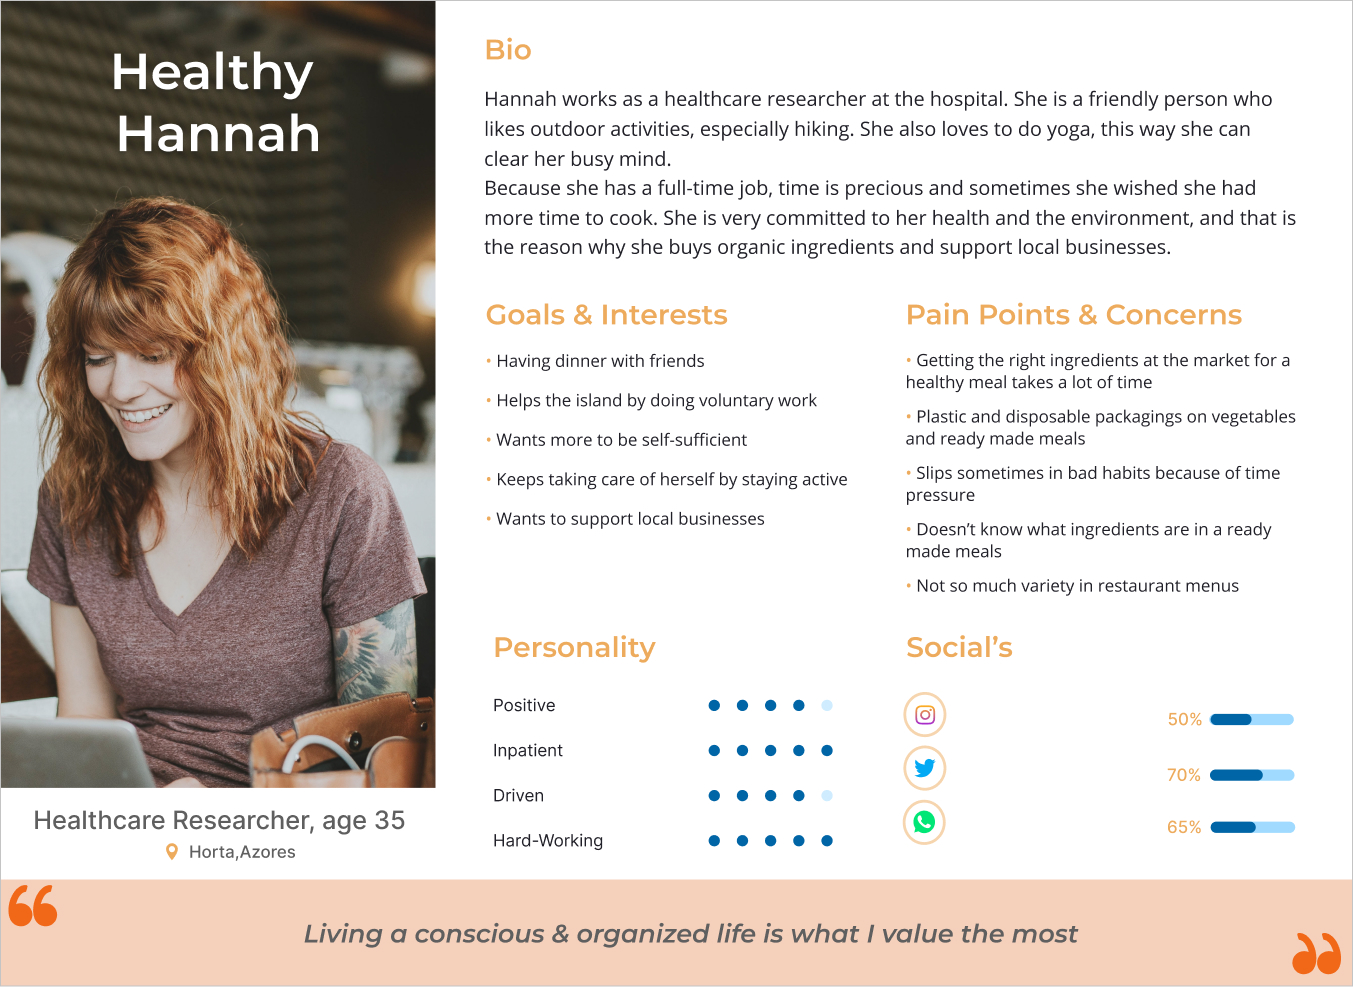 Healthy
Hannah
Healthcare Researcher, age 35
Horta,Azores
Bio
Hannah works as a healthcare researcher at the hospital. She is a friendly person who
likes outdoor activities, especially hiking. She also loves to do yoga, this way she can
clear her busy mind.
Because she has a full-time job, time is precious and sometimes she wished she had
more time to cook. She is very committed to her health and the environment, and that is
the reason why she buys organic ingredients and support local businesses.
Goals & Interests
• Having dinner with friends
• Helps the island by doing voluntary work
• Wants more to be self-sufficient
• Keeps taking care of herself by staying active
• Wants to support local businesses
Pain Points & Concerns
• Getting the right ingredients at the market for a
healthy meal takes a lot of time
• Plastic and disposable packagings on vegetables
and ready made meals
• Slips sometimes in bad habits because of time
pressure
• Doesn’t know what ingredients are in a ready
made meals
• Not so much variety in restaurant menus
Personality
Positive
Inpatient
Driven
Hard-Working
Social’s
50%
70%
65%
“
Living a conscious & organized life is what I value the most
”